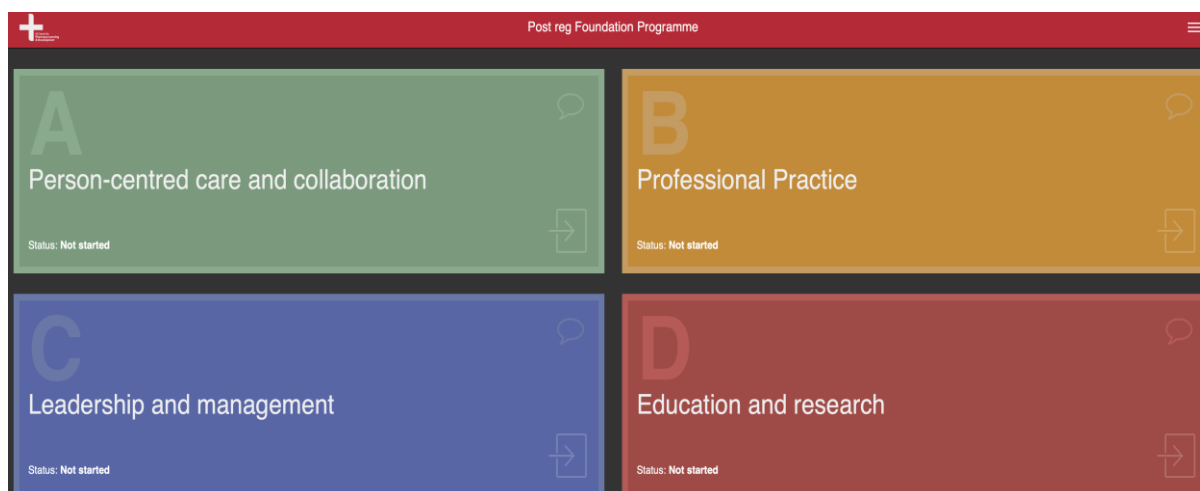 Post reg Foundation Programme
A
Person-centred care and collaboration
Status: Not started
B
Professional Practice
Status: Not started
C
Leadership and management
Status: Not started
D
Education and research
Status: Not started